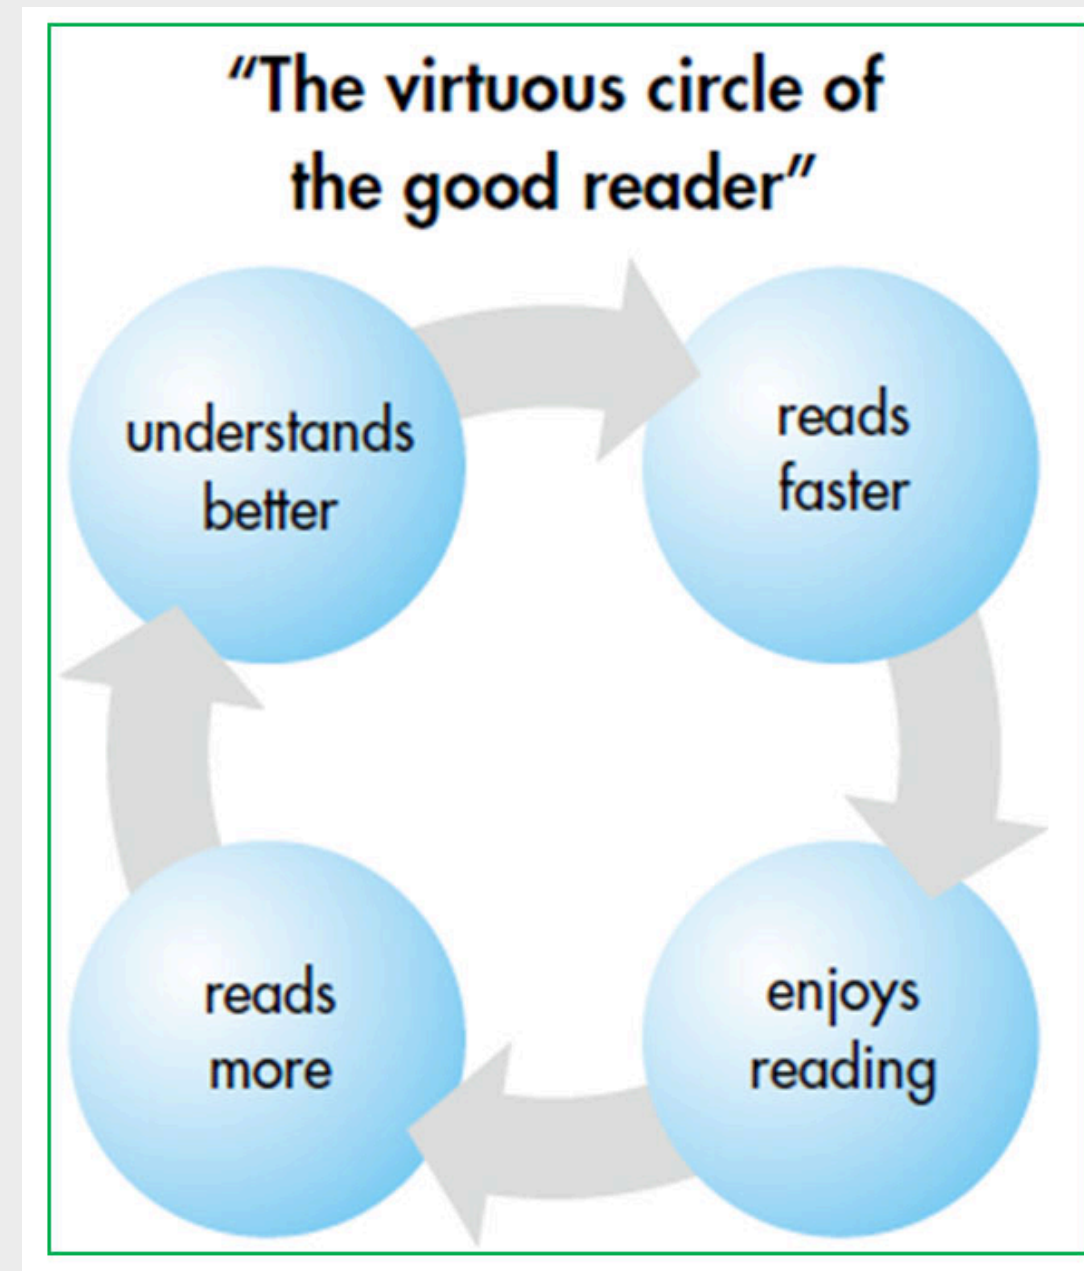 “The virtuous circle of
the good reader”
understands
better
reads
faster
enjoys
reading
reads
more